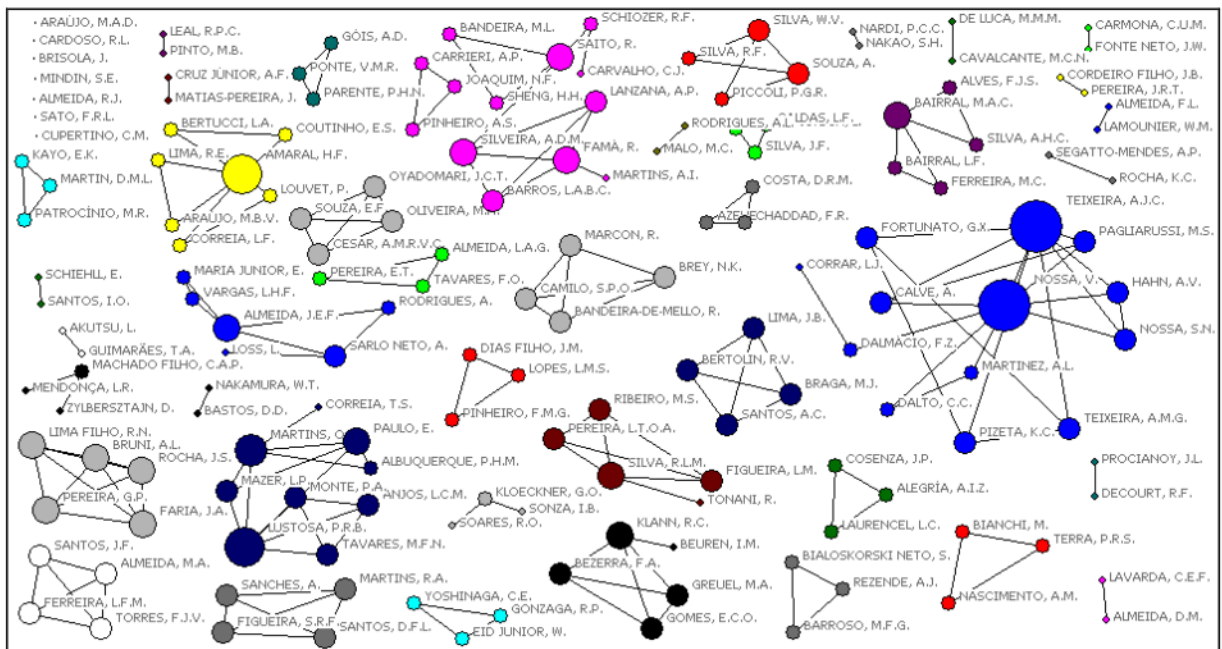 ARAÚJO, M.A.D.
CARDOSO, R.L.
BRISOLA, J.
MINDIN, S.E.
ALMEIDA, R.J.
SATO, F.R.L.
CUPERTINO, C.M.
LEAL, R.P.C.
PINTO, M.B.
CRUZ JÚNIOR, A.F.
MATIAS-PEREIRA, J.
GÓIS, A.D.
PONTE, V.M.R.
PARENTE, P.H.N.
BANDEIRA, M.L.
SCHIOZER, R.F.
SAITO, R.
CARRIERI, A.P.
CARVALHO, C.J.
JOAQUIM, N.F.
SHENG, H.H.
LANZANA, A.P.
PINHEIRO, A.S.
SILVEIRA, A.D.M.
FAMÁ, R.
MARTINS, A.I.
BARROS, L.A.B.C.
SILVA, W.V.
SILVA, R.F.
SOUZA, A.
PICCOLI, P.G.R.
NARDI, P.C.C.
NAKAO, S.H.
DE LUCA, M.M.M.
CAVALCANTE, M.C.N.
CARMONA, C.U.M.
FONTE NETO, J.W.
CORDEIRO FILHO, J.B.
PEREIRA, J.R.T.
ALMEIDA, F.L.
LAMOUNIER, W.M.
RODRIGUES, A.L.
MALO, M.C.
SILVA, J.F.
ALVES, F.J.S.
BAIRRAL, M.A.C.
SILVA, A.H.C.
BAIRRAL, L.F.
FERREIRA, M.C.
SEGATTO-MENDES, A.P.
ROCHA, K.C.
KAYO, E.K.
MARTIN, D.M.L.
PATROCÍNIO, M.R.
BERTUCCI, L.A.
COUTINHO, E.S.
LIMA, R.E.
AMARAL, H.F.
LOUVET, P.
ARAÚJO, M.B.V.
CORREIA, L.F.
OYADOMARI, J.C.T.
SOUZA, E.F.
CESAR, A.M.R.V.C.
COSTA, D.R.M.
TEIXEIRA, A.J.C.
FORTUNATO, G.X.
PAGLIARUSSI, M.S.
NOSSA, V.
CORRAR, L.J.
HAHN, A.V.
CALVE, A.
NOSSA, S.N.
DALMÁCIO, F.Z.
MARTINEZ, A.L.
DALTO, C.C.
TEIXEIRA, A.M.G.
PIZETA, K.C.
SCHIEHLL, E.
SANTOS, I.O.
MARIA JUNIOR, E.
VARGAS, L.H.F.
ALMEIDA, J.E.F.
RODRIGUES, A.
LOSS, L.
SARLO NETO, A.
ALMEIDA, L.A.G.
PEREIRA, E.T.
TAVARES, F.O.
MARCON, R.
BREY, N.K.
CAMILO, S.P.O.
BANDEIRA-DE-MELLO, R.
AKUTSU, L.
GUIMARÃES, T.A.
MACHADO FILHO, C.A.P.
MENDONÇA, L.R.
ZYLBERSZTAJN, D.
NAKAMURA, W.T.
BASTOS, D.D.
DIAS FILHO, J.M.
LOPES, L.M.S.
PINHEIRO, F.M.G.
LIMA, J.B.
BERTOLIN, R.V.
BRAGA, M.J.
SANTOS, A.C.
CORREIA, T.S.
PAULO, E.
ALBUQUERQUE, P.H.M.
MAZER, L.P.
MONTE, P.A.
ANJOS, L.C.M.
LUSTOSA, P.R.B.
TAVARES, M.F.N.
RIBEIRO, M.S.
PEREIRA, L.T.O.A.
SILVA, R.L.M.
FIGUEIRA, L.M.
TONANI, R.
LIMA FILHO, R.N.
BRUNI, A.L.
ROCHA, J.S.
PEREIRA, G.P.
FARIA, J.A.
KLOECKNER, G.O.
SONZA, I.B.
SOARES, R.O.
COSENZA, J.P.
ALEGRÍA, A.I.Z.
LAURENCEL, L.C.
PROCIANOY, J.L.
DECOURT, R.F.
KLANN, R.C.
BEUREN, I.M.
BEZERRA, F.A.
GREUEL, M.A.
GOMES, E.C.O.
BIANCHI, M.
TERRA, P.R.S.
NASCIMENTO, A.M.
BIALOSKORSKI NETO, S.
REZENDE, A.J.
BARROSO, M.F.G.
SANTOS, J.F.
ALMEIDA, M.A.
FERREIRA, L.F.M.
TORRES, F.J.V.
SANCHES, A.
MARTINS, R.A.
FIGUEIRA, S.R.F.
SANTOS, D.F.L.
YOSHINAGA, C.E.
GONZAGA, R.P.
EID JUNIOR, W.
LAVARDA, C.E.F.
ALMEIDA, D.M.